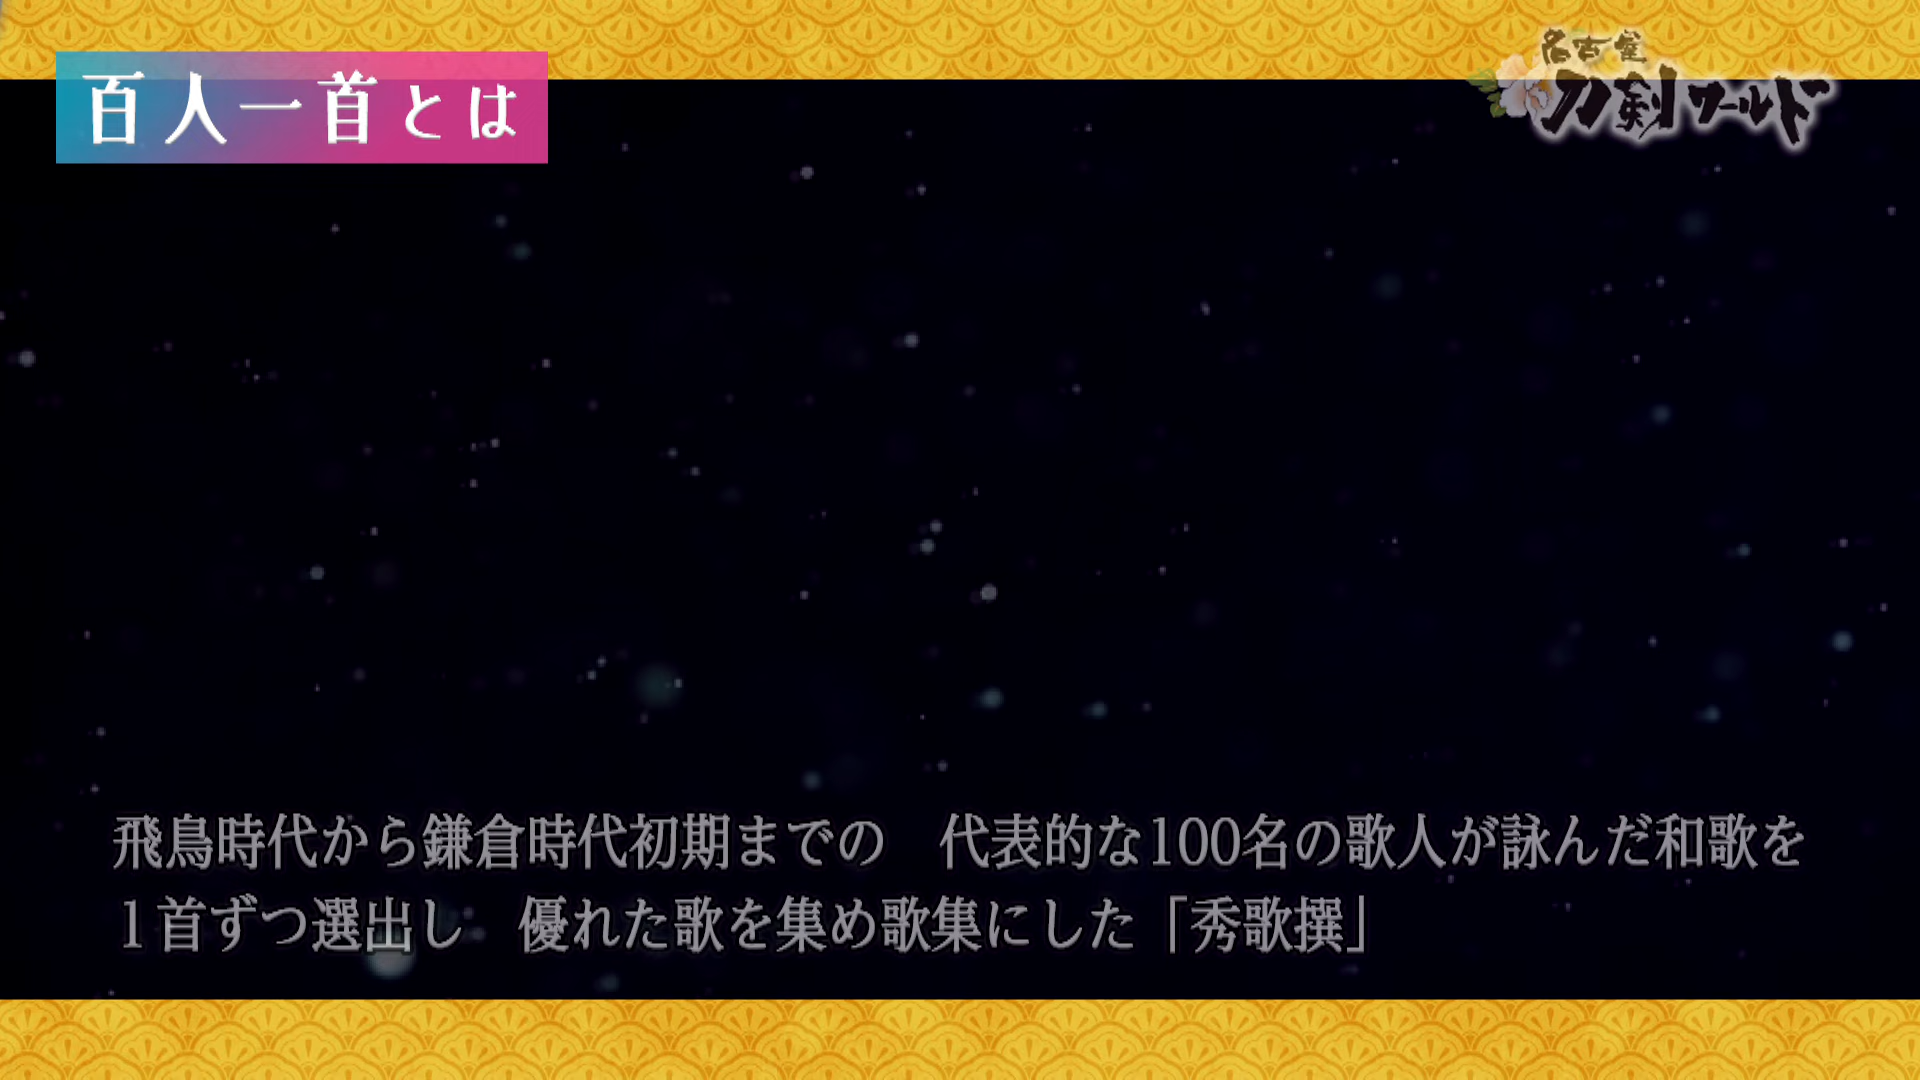 百人一首とは
名古屋
刀剣ワールド
飛鳥時代から鎌倉時代初期までの　代表的な100名の歌人が詠んだ和歌を
１首ずつ選出し　優れた歌を集め歌集にした「秀歌撰」